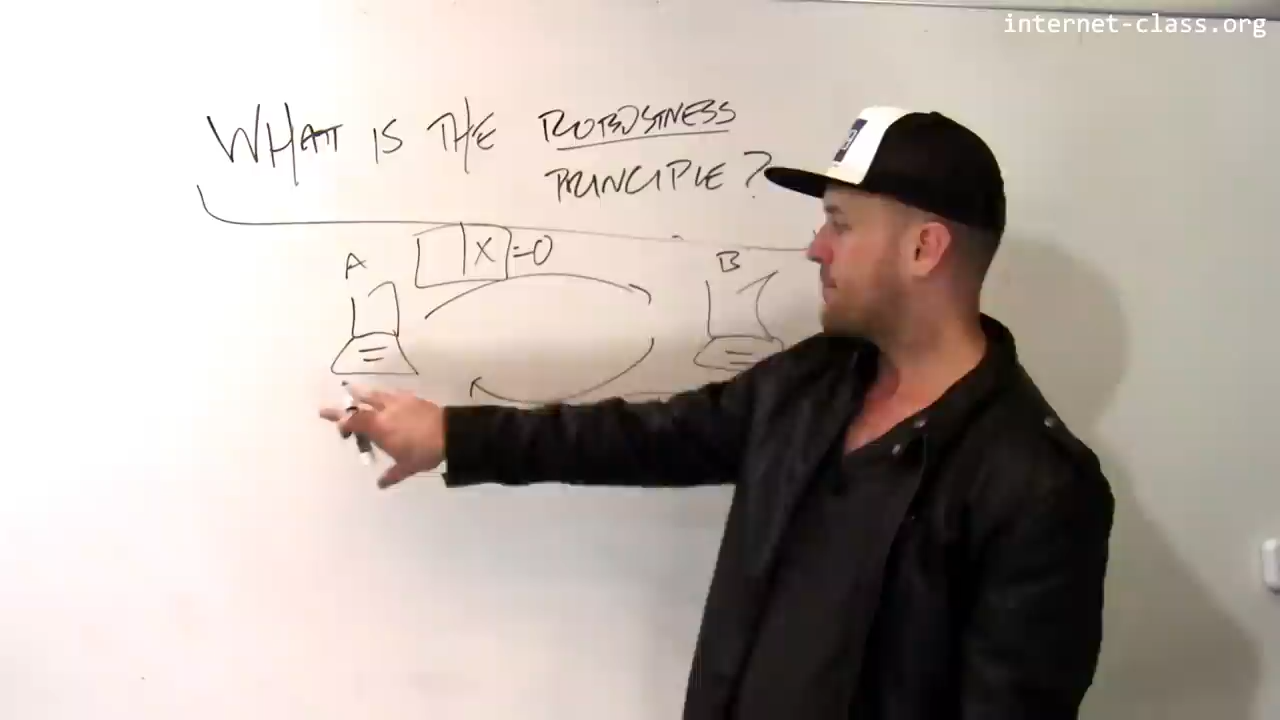 internet-class.org
WHAT IS THE ROBUSTNESS
PRINCIPLE?
A
X =0
B